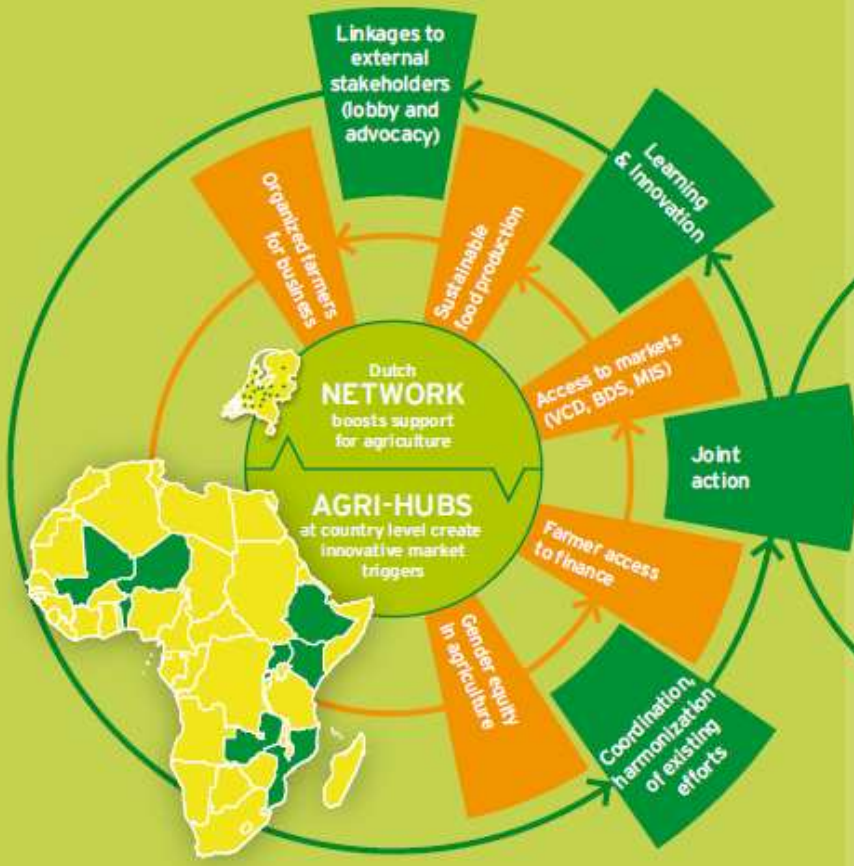 Linkages to
external
stakeholders
(lobby and
advocacy)
Learning
& Innovation
Organized farmers
for business
Sustainable
food production
Access to markets
(VCD, BDS, MIS)
Dutch
NETWORK
boosts support
for agriculture
Joint
action
AGRI-HUBS
at country level create
innovative market
triggers
Farmer access
to finance
Gender equity
in agriculture
Coordination,
harmonization
of existing
efforts